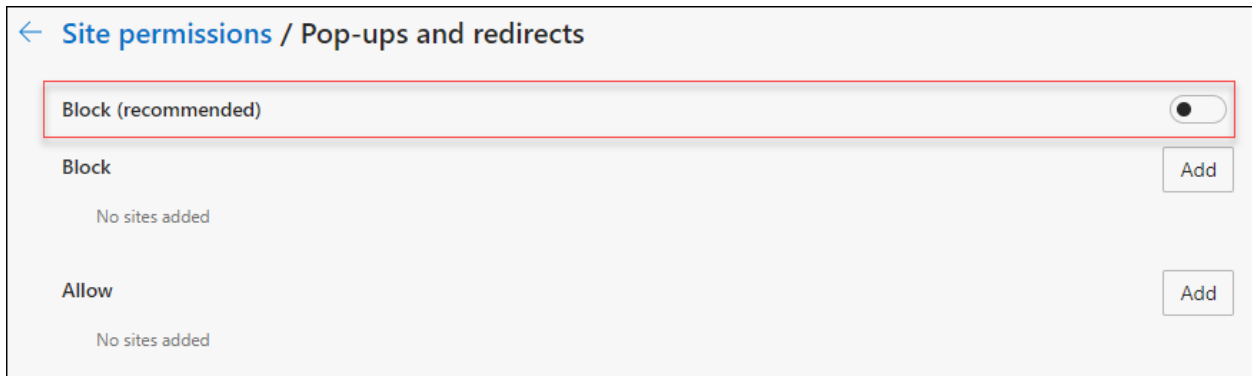 Site permissions / Pop-ups and redirects
Block (recommended)
Block
Add
No sites added
Allow
Add
No sites added